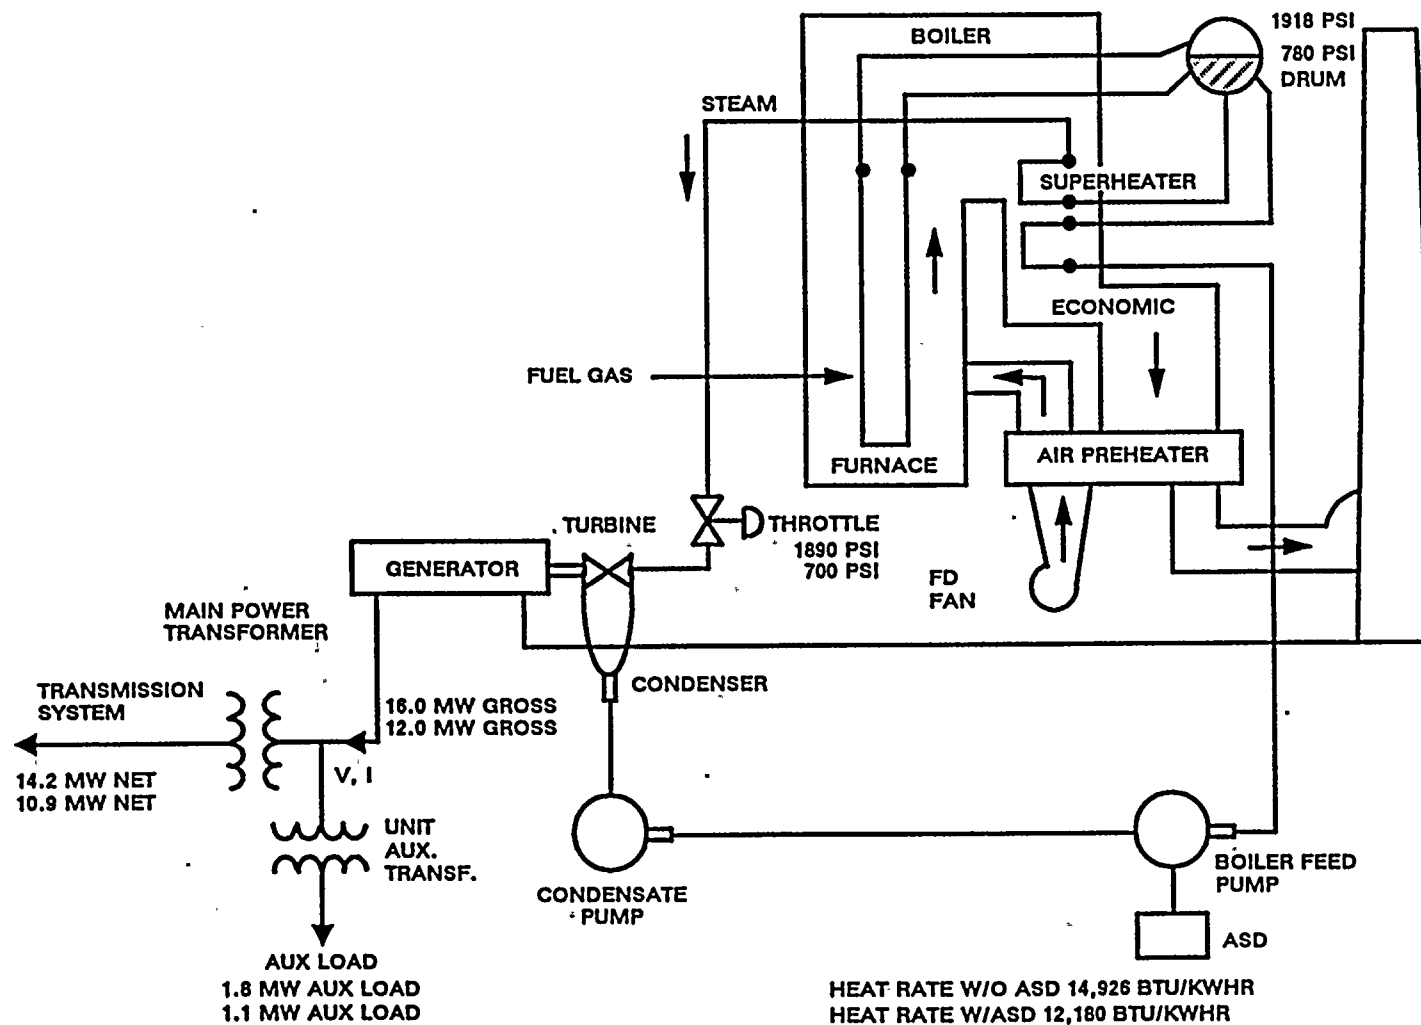 1918 PSI
780 PSI
DRUM
BOILER
STEAM
SUPERHEATER
ECONOMIC
FUEL GAS
FURNACE
AIR PREHEATER
TURBINE
THROTTLE
1890 PSI
700 PSI
GENERATOR
FD
FAN
MAIN POWER
TRANSFORMER
CONDENSER
TRANSMISSION
SYSTEM
16.0 MW GROSS
12.0 MW GROSS
14.2 MW NET
10.9 MW NET
V, I
UNIT
AUX.
TRANSF.
CONDENSATE
PUMP
BOILER FEED
PUMP
ASD
AUX LOAD
1.8 MW AUX LOAD
1.1 MW AUX LOAD
HEAT RATE W/O ASD 14,926 BTU/KWHR
HEAT RATE W/ASD 12,180 BTU/KWHR